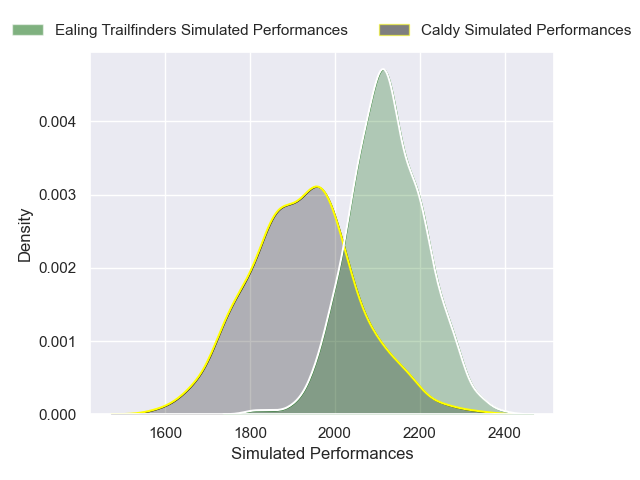 Ealing Trailfinders Simulated Performances Caldy Simulated Performances
0.004
0.003
0.002
0.001
0.000
Density
1600 1800 2000 2200 2400
Simulated Performances